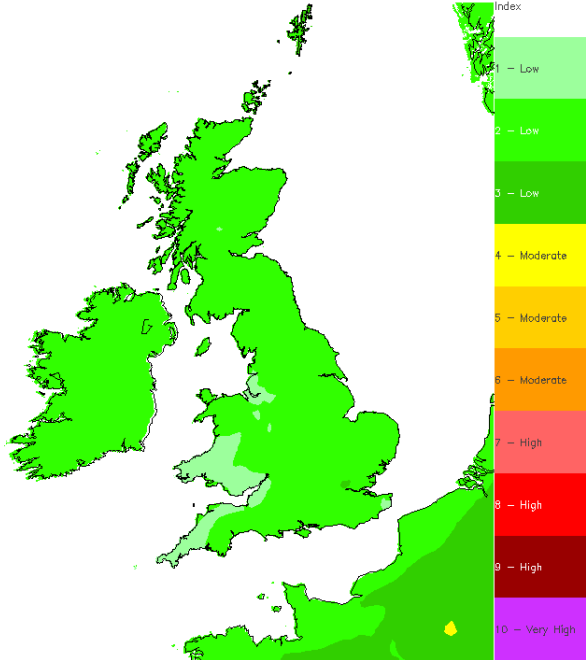 Index
1 - Low
2 - Low
3 - Low
4 - Moderate
5 - Moderate
6 - Moderate
7 - High
8 - High
9 - High
10 - Very High